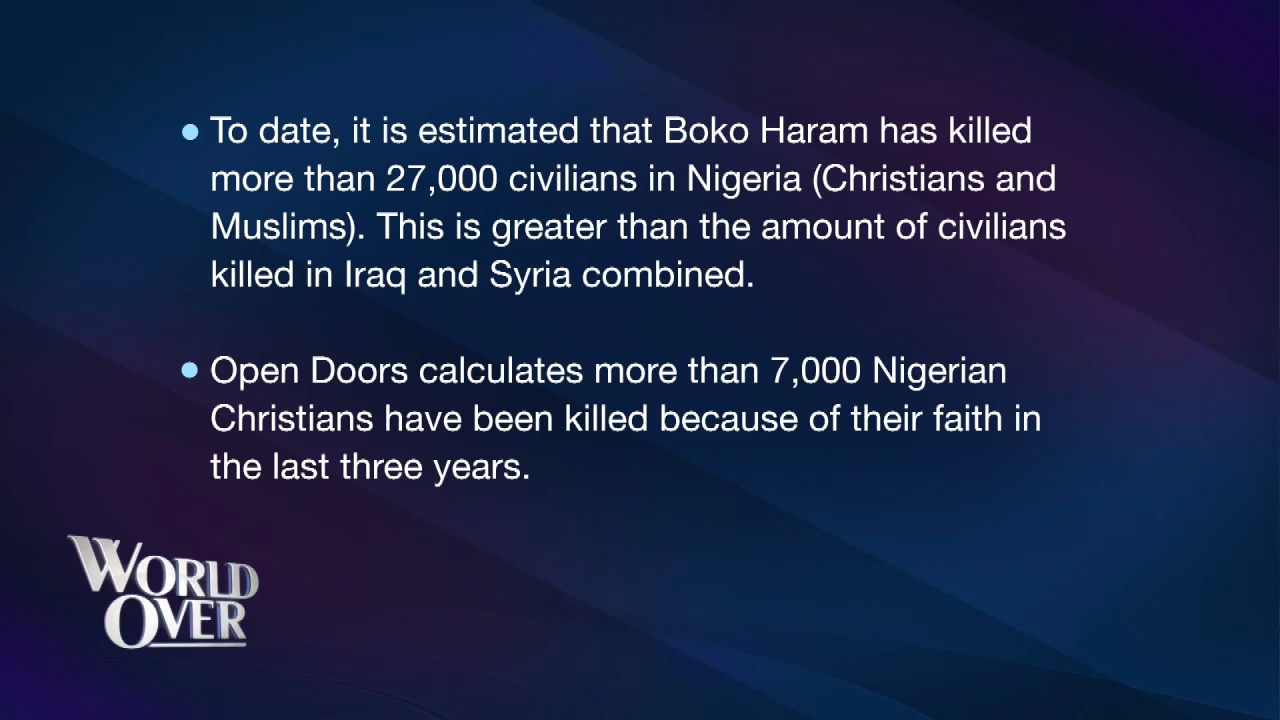 • To date, it is estimated that Boko Haram has killed
more than 27,000 civilians in Nigeria (Christians and
Muslims). This is greater than the amount of civilians
killed in Iraq and Syria combined.
• Open Doors calculates more than 7,000 Nigerian
Christians have been killed because of their faith in
the last three years.
WORLD
OVER